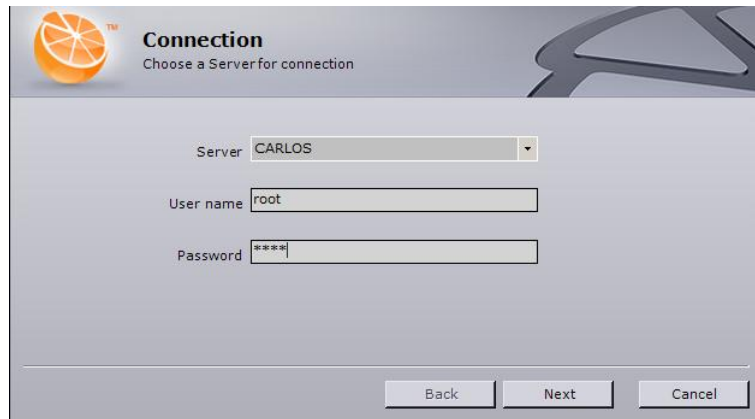 TM
Connection
Choose a Server for connection
Server CARLOS
User name root
Password ****
Back Next Cancel